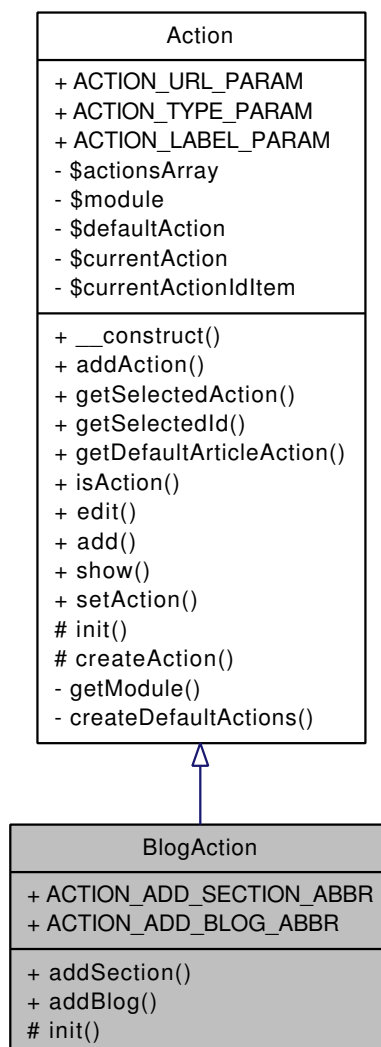 Action
+ ACTION_URL_PARAM
+ ACTION_TYPE_PARAM
+ ACTION_LABEL_PARAM
- $actionsArray
- $module
- $defaultAction
- $currentAction
- $currentActionIdItem
+ __construct()
+ addAction()
+ getSelectedAction()
+ getSelectedId()
+ getDefaultArticleAction()
+ isAction()
+ edit()
+ add()
+ show()
+ setAction()
# init()
# createAction()
- getModule()
- createDefaultActions()
BlogAction
+ ACTION_ADD_SECTION_ABBR
+ ACTION_ADD_BLOG_ABBR
+ addSection()
+ addBlog()
# init()